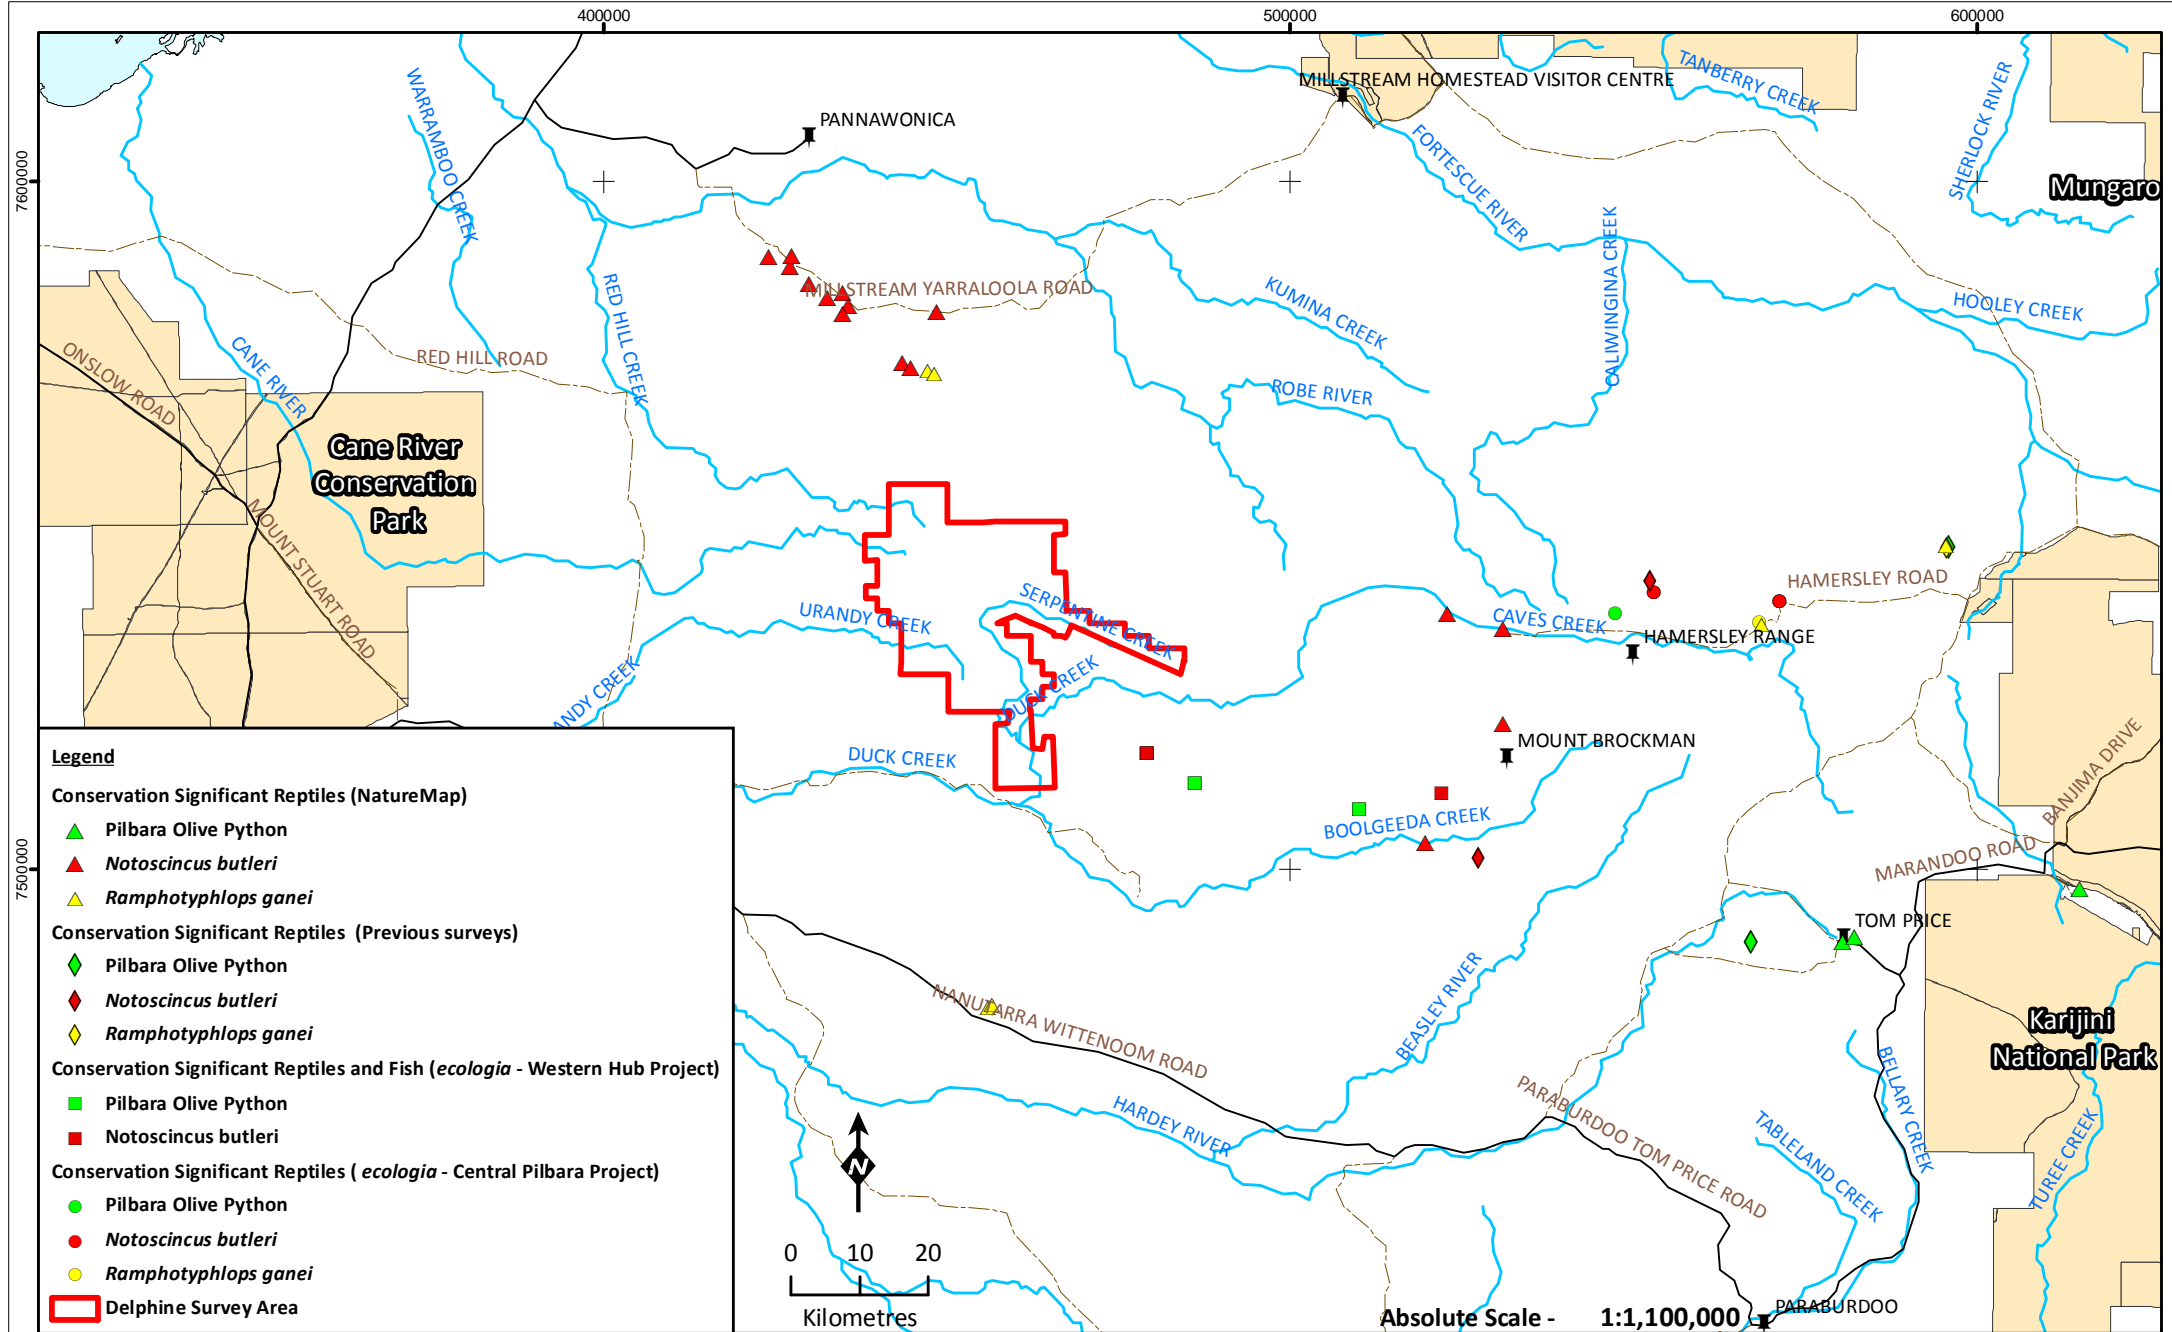 400000
500000
600000
7600000
7500000
MILLSTREAM HOMESTEAD VISITOR CENTRE
TANBERRY CREEK
SHERLOCK RIVER
WARRAMBOO CREEK
PANNAWONICA
FORTESCUE RIVER
Mungaro
CALIWINGINA CREEK
RED HILL CREEK
MILLSTREAM YARRALOOLA ROAD
KUMINA CREEK
HOOLEY CREEK
ONSLOW ROAD
CANE RIVER
RED HILL ROAD
ROBE RIVER
Cane River
Conservation
Park
MOUNT STUART ROAD
URANDY CREEK
SERPENTINE CREEK
CAVES CREEK
HAMERSLEY ROAD
HAMERSLEY RANGE
ANDY CREEK
DUCK CREEK
DUCK CREEK
MOUNT BROCKMAN
BANJIMA DRIVE
BOOLGEEDA CREEK
MARANDOO ROAD
TOM PRICE
NANUTARRA WITTENOOM ROAD
BEASLEY RIVER
Karijini
National Park
HARDEY RIVER
PARABURDOO TOM PRICE ROAD
TABLELAND CREEK
BELLARY CREEK
TUREE CREEK
PARABURDOO
Legend
Conservation Significant Reptiles (NatureMap)
Pilbara Olive Python
Notoscincus butleri
Ramphotyphlops ganei
Conservation Significant Reptiles (Previous surveys)
Pilbara Olive Python
Notoscincus butleri
Ramphotyphlops ganei
Conservation Significant Reptiles and Fish (ecologia - Western Hub Project)
Pilbara Olive Python
Notoscincus butleri
Conservation Significant Reptiles ( ecologia - Central Pilbara Project)
Pilbara Olive Python
Notoscincus butleri
Ramphotyphlops ganei
Delphine Survey Area
N
0 10 20
Kilometres
Absolute Scale - 1:1,100,000